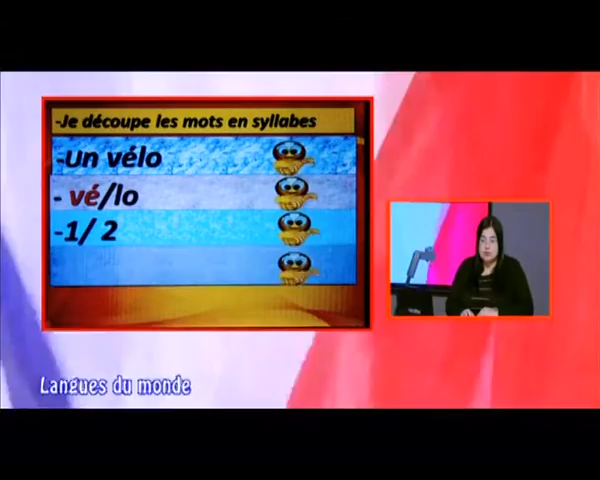 -Je découpe les mots en syllabes
-un vélo
- vé/lo
-1/ 2
Langues du monde